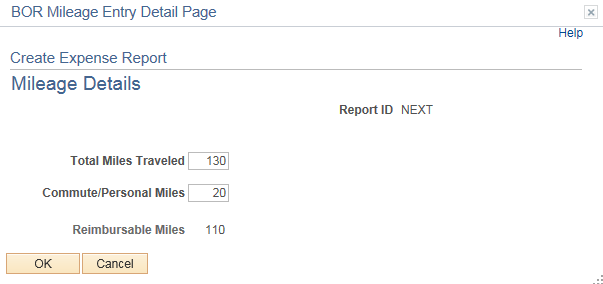 BOR Mileage Entry Detail Page
Help
Create Expense Report
Mileage Details
Report ID NEXT
Total Miles Traveled 130
Commute/Personal Miles 20
Reimbursable Miles 110
OK Cancel